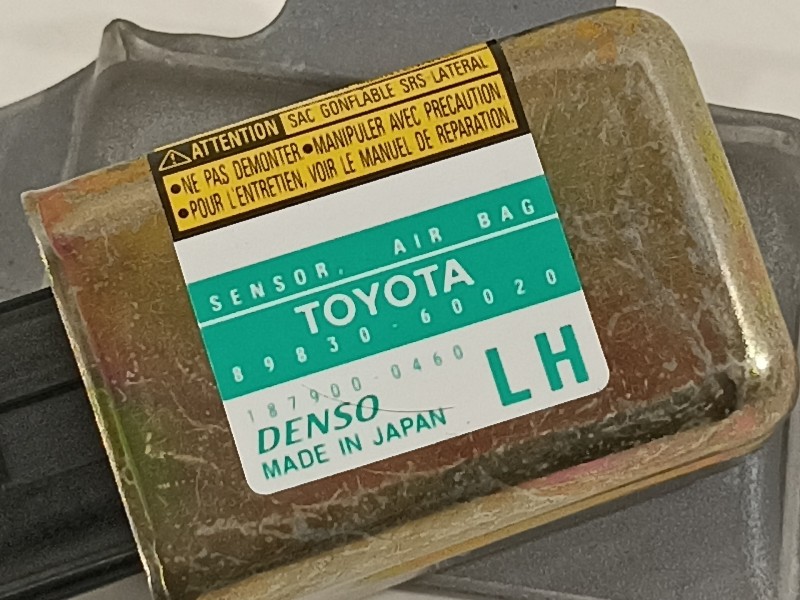 ATTENTION SAC GONFLABLE SRS LATERAL
•NE PAS DEMONTER •MANIPULER AVEC PRECAUTION
•POUR L'ENTRETIEN, VOIR LE MANUEL DE REPARATION.
SENSOR, AIR BAG
TOYOTA
89830-60020
187900-0460
LH
DENSO
MADE IN JAPAN